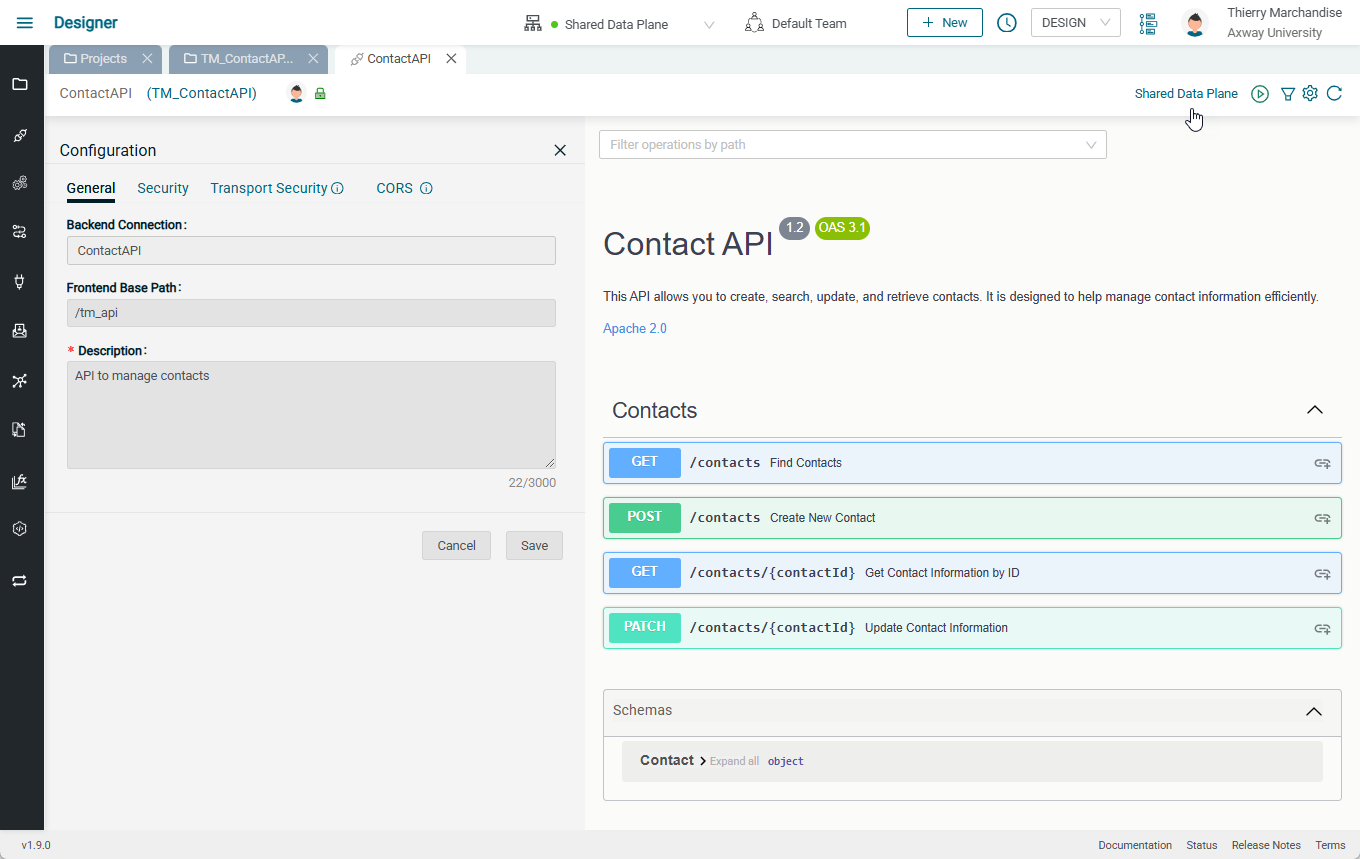 Designer
Shared Data Plane
Default Team
+ New
DESIGN
Thierry Marchandise
Axway University
Projects
TM_ContactAP...
ContactAPI
ContactAPI (TM_ContactAPI)
Shared Data Plane
Configuration
General Security Transport Security CORS
Backend Connection:
ContactAPI
Frontend Base Path:
/tm_api
* Description:
API to manage contacts
22/3000
Cancel Save
Filter operations by path
Contact API 1.2 OAS 3.1
This API allows you to create, search, update, and retrieve contacts. It is designed to help manage contact information efficiently.
Apache 2.0
Contacts
GET /contacts Find Contacts
POST /contacts Create New Contact
GET /contacts/{contactId} Get Contact Information by ID
PATCH /contacts/{contactId} Update Contact Information
Schemas
Contact Expand all object
v1.9.0
Documentation Status Release Notes Terms